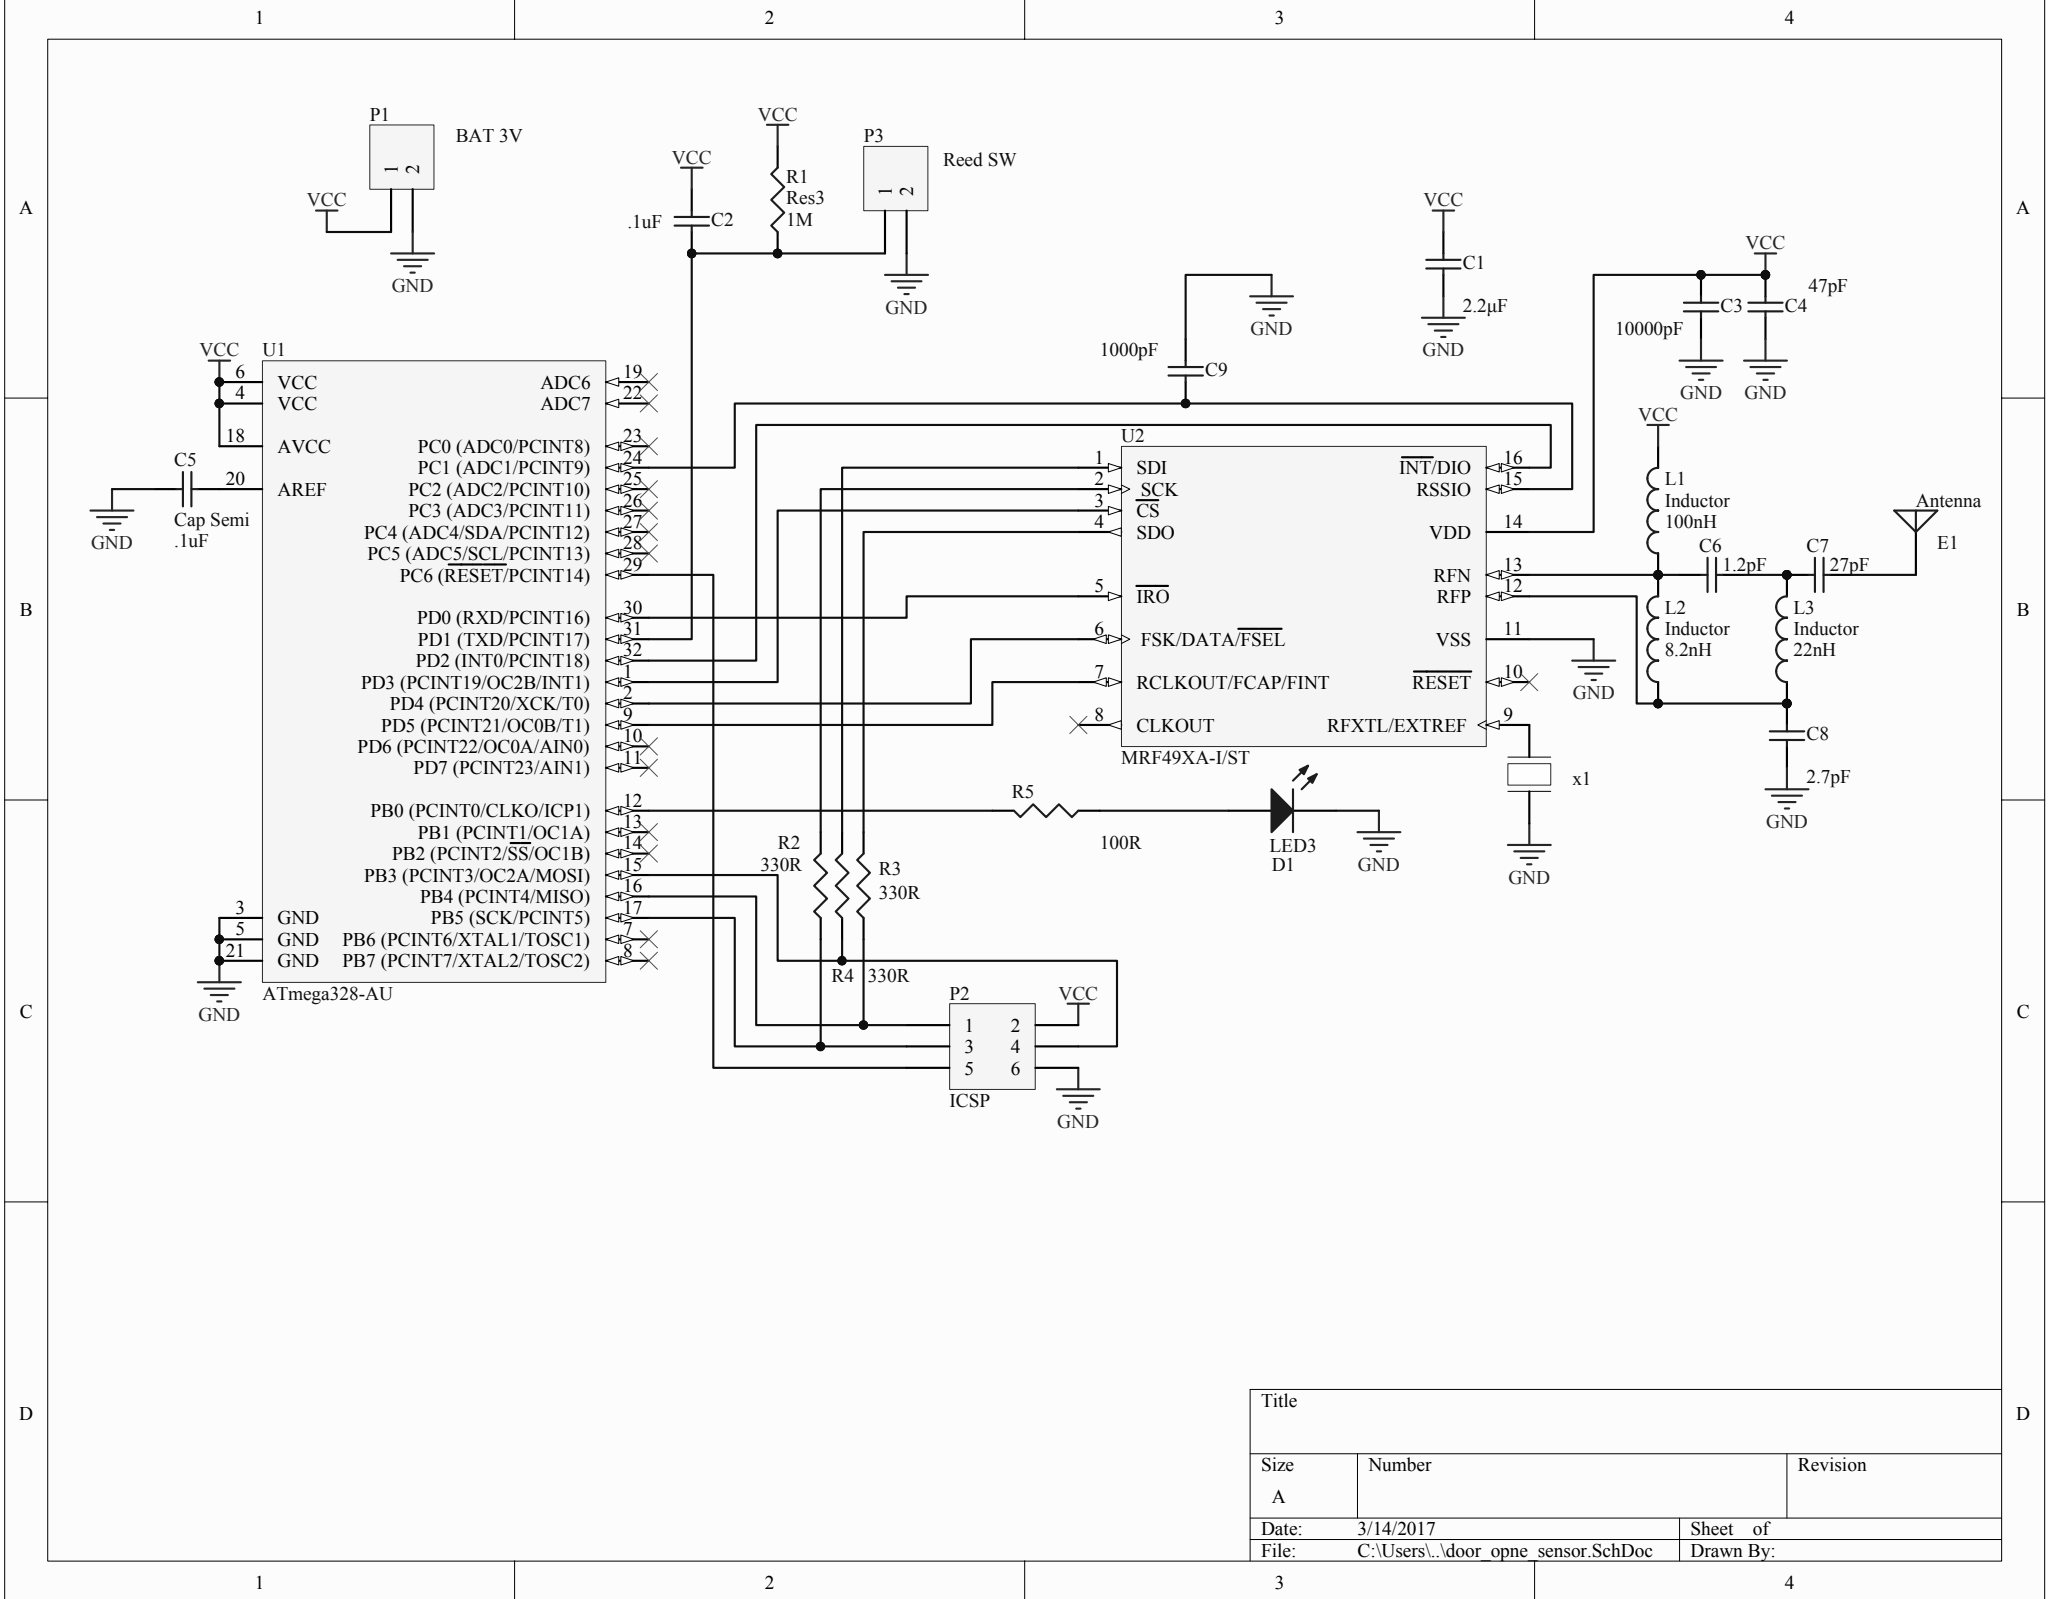 1 2 3 4
A
B
C
D
A
B
C
D
1 2 3 4
P1
BAT 3V
1
2
VCC
GND
VCC
.1uF
C2
VCC
R1
Res3
1M
P3
Reed SW
1
2
GND
VCC
C1
2.2µF
GND
VCC
47pF
C3
C4
10000pF
GND
GND
GND
1000pF
C9
VCC
U1
6 VCC
4 VCC
18 AVCC
20 AREF
C5
Cap Semi
.1uF
GND
3 GND
5 GND
21 GND
GND
ADC6 19
ADC7 22
PC0 (ADC0/PCINT8) 23
PC1 (ADC1/PCINT9) 24
PC2 (ADC2/PCINT10) 25
PC3 (ADC3/PCINT11) 26
PC4 (ADC4/SDA/PCINT12) 27
PC5 (ADC5/SCL/PCINT13) 28
PC6 (RESET/PCINT14) 29
PD0 (RXD/PCINT16) 30
PD1 (TXD/PCINT17) 31
PD2 (INT0/PCINT18) 32
PD3 (PCINT19/OC2B/INT1) 1
PD4 (PCINT20/XCK/T0) 2
PD5 (PCINT21/OC0B/T1) 9
PD6 (PCINT22/OC0A/AIN0) 10
PD7 (PCINT23/AIN1) 11
PB0 (PCINT0/CLKO/ICP1) 12
PB1 (PCINT1/OC1A) 13
PB2 (PCINT2/SS/OC1B) 14
PB3 (PCINT3/OC2A/MOSI) 15
PB4 (PCINT4/MISO) 16
PB5 (SCK/PCINT5) 17
PB6 (PCINT6/XTAL1/TOSC1) 7
PB7 (PCINT7/XTAL2/TOSC2) 8
ATmega328-AU
U2
1 SDI
2 SCK
3 CS
4 SDO
5 IRO
6 FSK/DATA/FSEL
7 RCLKOUT/FCAP/FINT
8 CLKOUT
INT/DIO 16
RSSIO 15
VDD 14
RFN 13
RFP 12
VSS 11
RESET 10
RFXTL/EXTREF 9
MRF49XA-I/ST
GND
x1
GND
VCC
L1
Inductor
100nH
C6
1.2pF
C7
27pF
Antenna
E1
L2
Inductor
8.2nH
L3
Inductor
22nH
C8
2.7pF
GND
R5
100R
LED3
D1
GND
R2
330R
R3
330R
R4 330R
P2
VCC
1 2
3 4
5 6
ICSP
GND
Title
Size
A
Number
Revision
Date: 3/14/2017
Sheet of
File: C:\Users\..\door_opne_sensor.SchDoc
Drawn By: